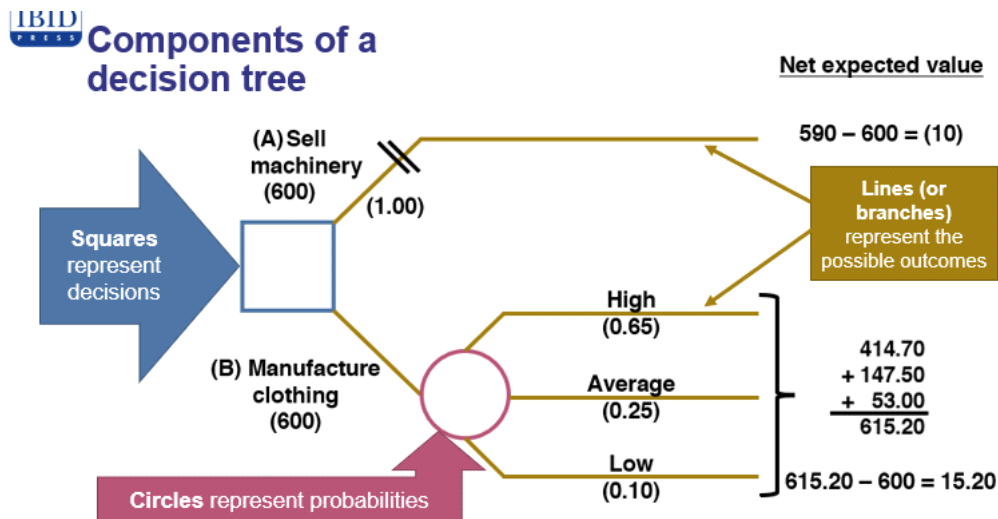 IBID
PRESS
Components of a
decision tree
Net expected value
(A) Sell
machinery
(600)
(1.00)
590 – 600 = (10)
Lines (or
branches)
represent the
possible outcomes
Squares
represent
decisions
High
(0.65)
(B) Manufacture
clothing
(600)
Average
(0.25)
414.70
+ 147.50
+ 53.00
615.20
Low
(0.10)
615.20 – 600 = 15.20
Circles represent probabilities